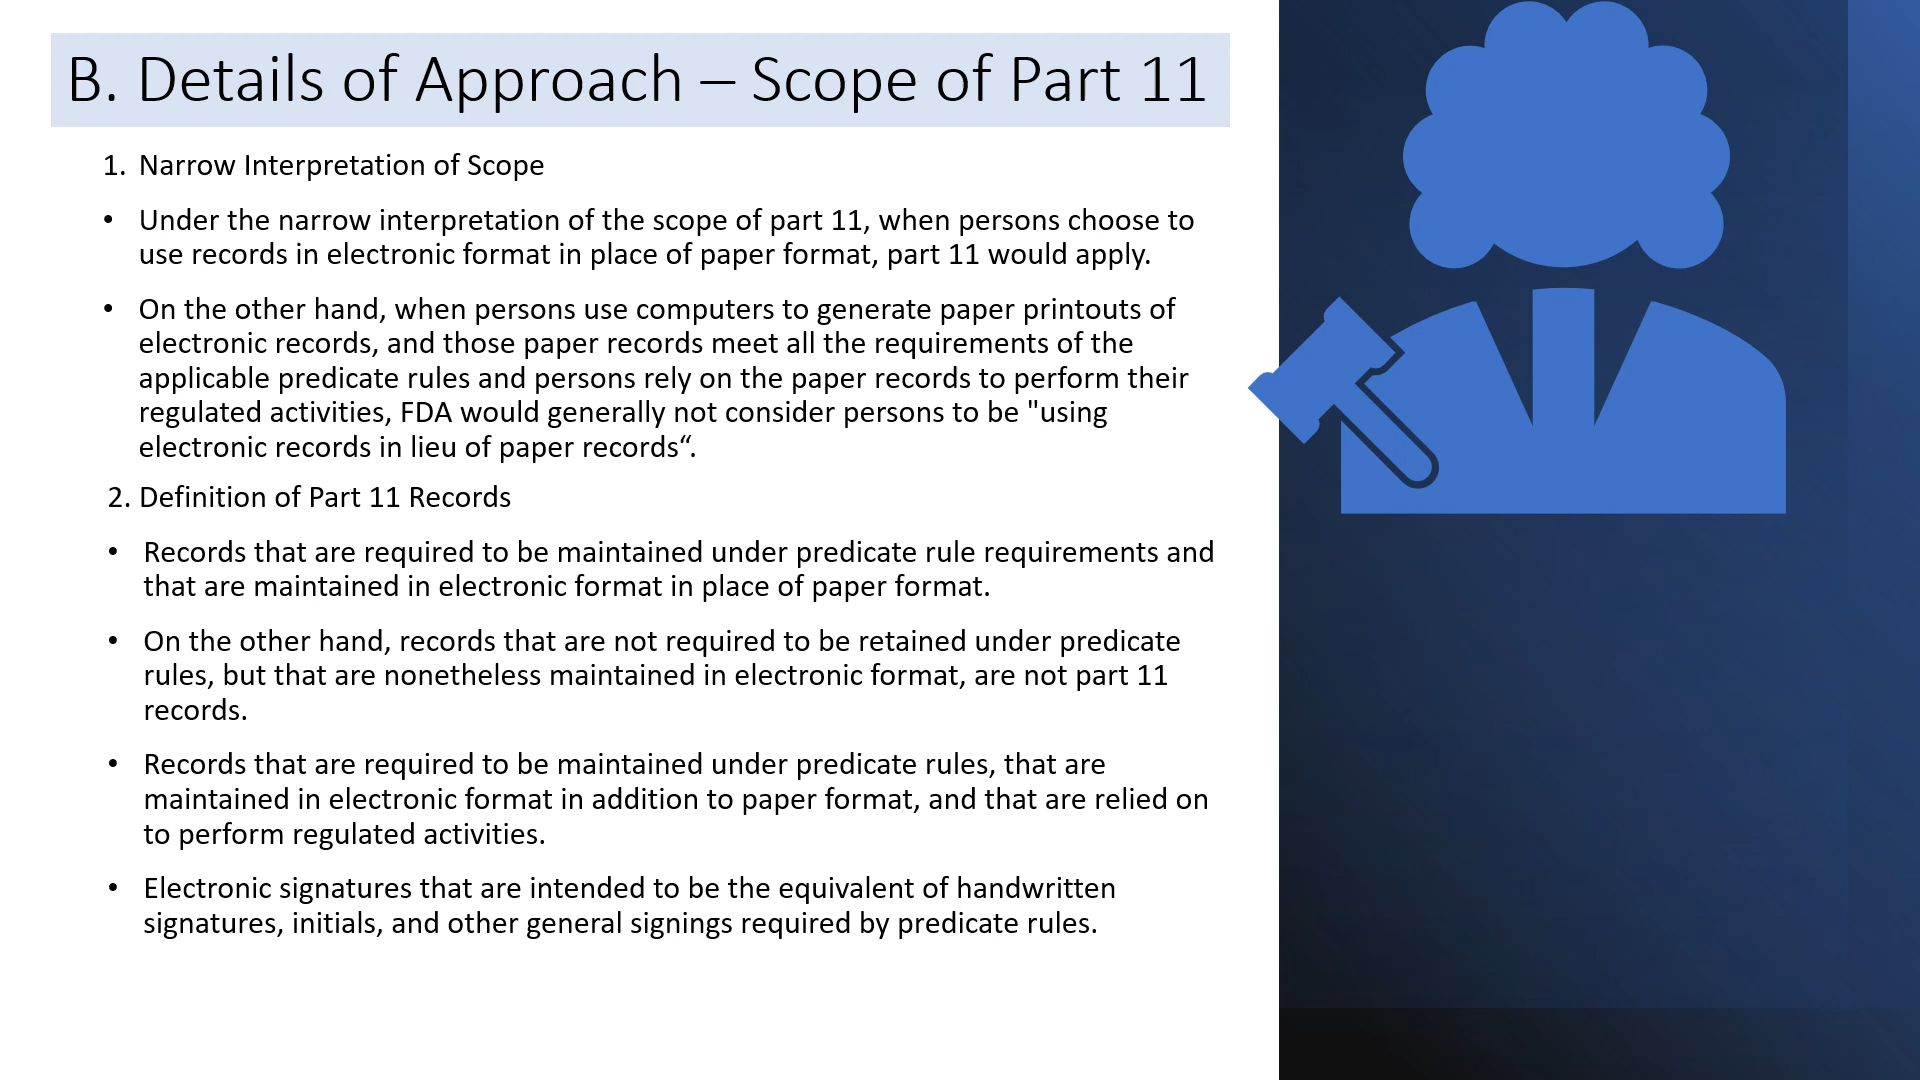 B. Details of Approach – Scope of Part 11
1. Narrow Interpretation of Scope
• Under the narrow interpretation of the scope of part 11, when persons choose to
use records in electronic format in place of paper format, part 11 would apply.
• On the other hand, when persons use computers to generate paper printouts of
electronic records, and those paper records meet all the requirements of the
applicable predicate rules and persons rely on the paper records to perform their
regulated activities, FDA would generally not consider persons to be "using
electronic records in lieu of paper records“.
2. Definition of Part 11 Records
• Records that are required to be maintained under predicate rule requirements and
that are maintained in electronic format in place of paper format.
• On the other hand, records that are not required to be retained under predicate
rules, but that are nonetheless maintained in electronic format, are not part 11
records.
• Records that are required to be maintained under predicate rules, that are
maintained in electronic format in addition to paper format, and that are relied on
to perform regulated activities.
• Electronic signatures that are intended to be the equivalent of handwritten
signatures, initials, and other general signings required by predicate rules.